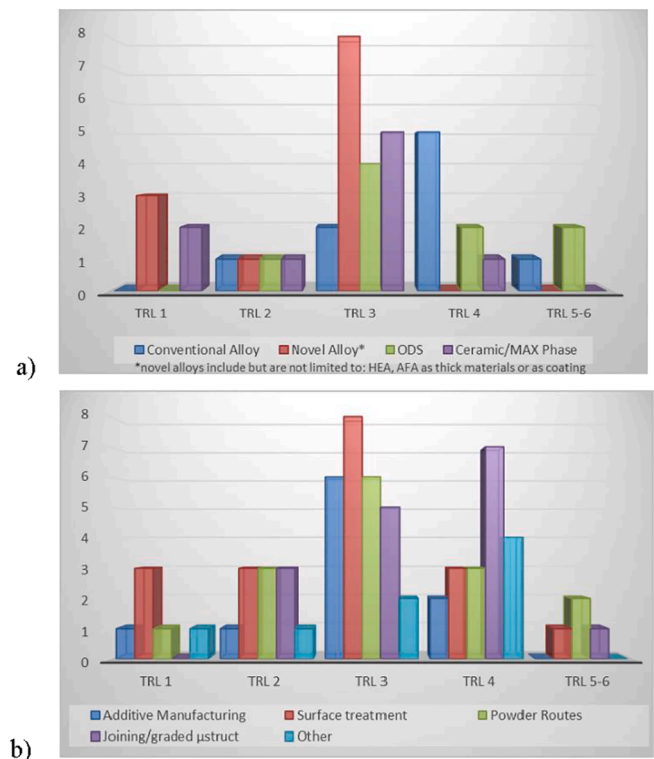 8
7
6
5
4
3
2
1
0
TRL 1 TRL 2 TRL 3 TRL 4 TRL 5-6
Conventional Alloy Novel Alloy* ODS Ceramic/MAX Phase
*novel alloys include but are not limited to: HEA, AFA as thick materials or as coating
a)
8
7
6
5
4
3
2
1
0
TRL 1 TRL 2 TRL 3 TRL 4 TRL 5-6
Additive Manufacturing Surface treatment Powder Routes
Joining/graded µstruct Other
b)